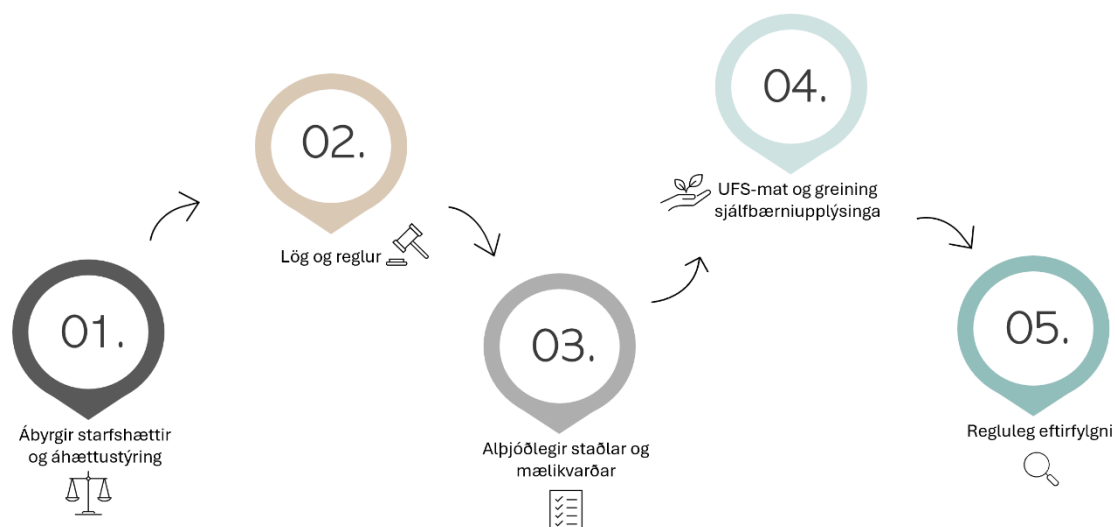 01.
Ábyrgir starfshættir
og áhættustýring
02.
Lög og reglur
03.
Alþjóðlegir staðlar og
mælikvarðar
04.
UFS-mat og greining
sjálfbærniupplýsinga
05.
Regluleg eftirfylgni